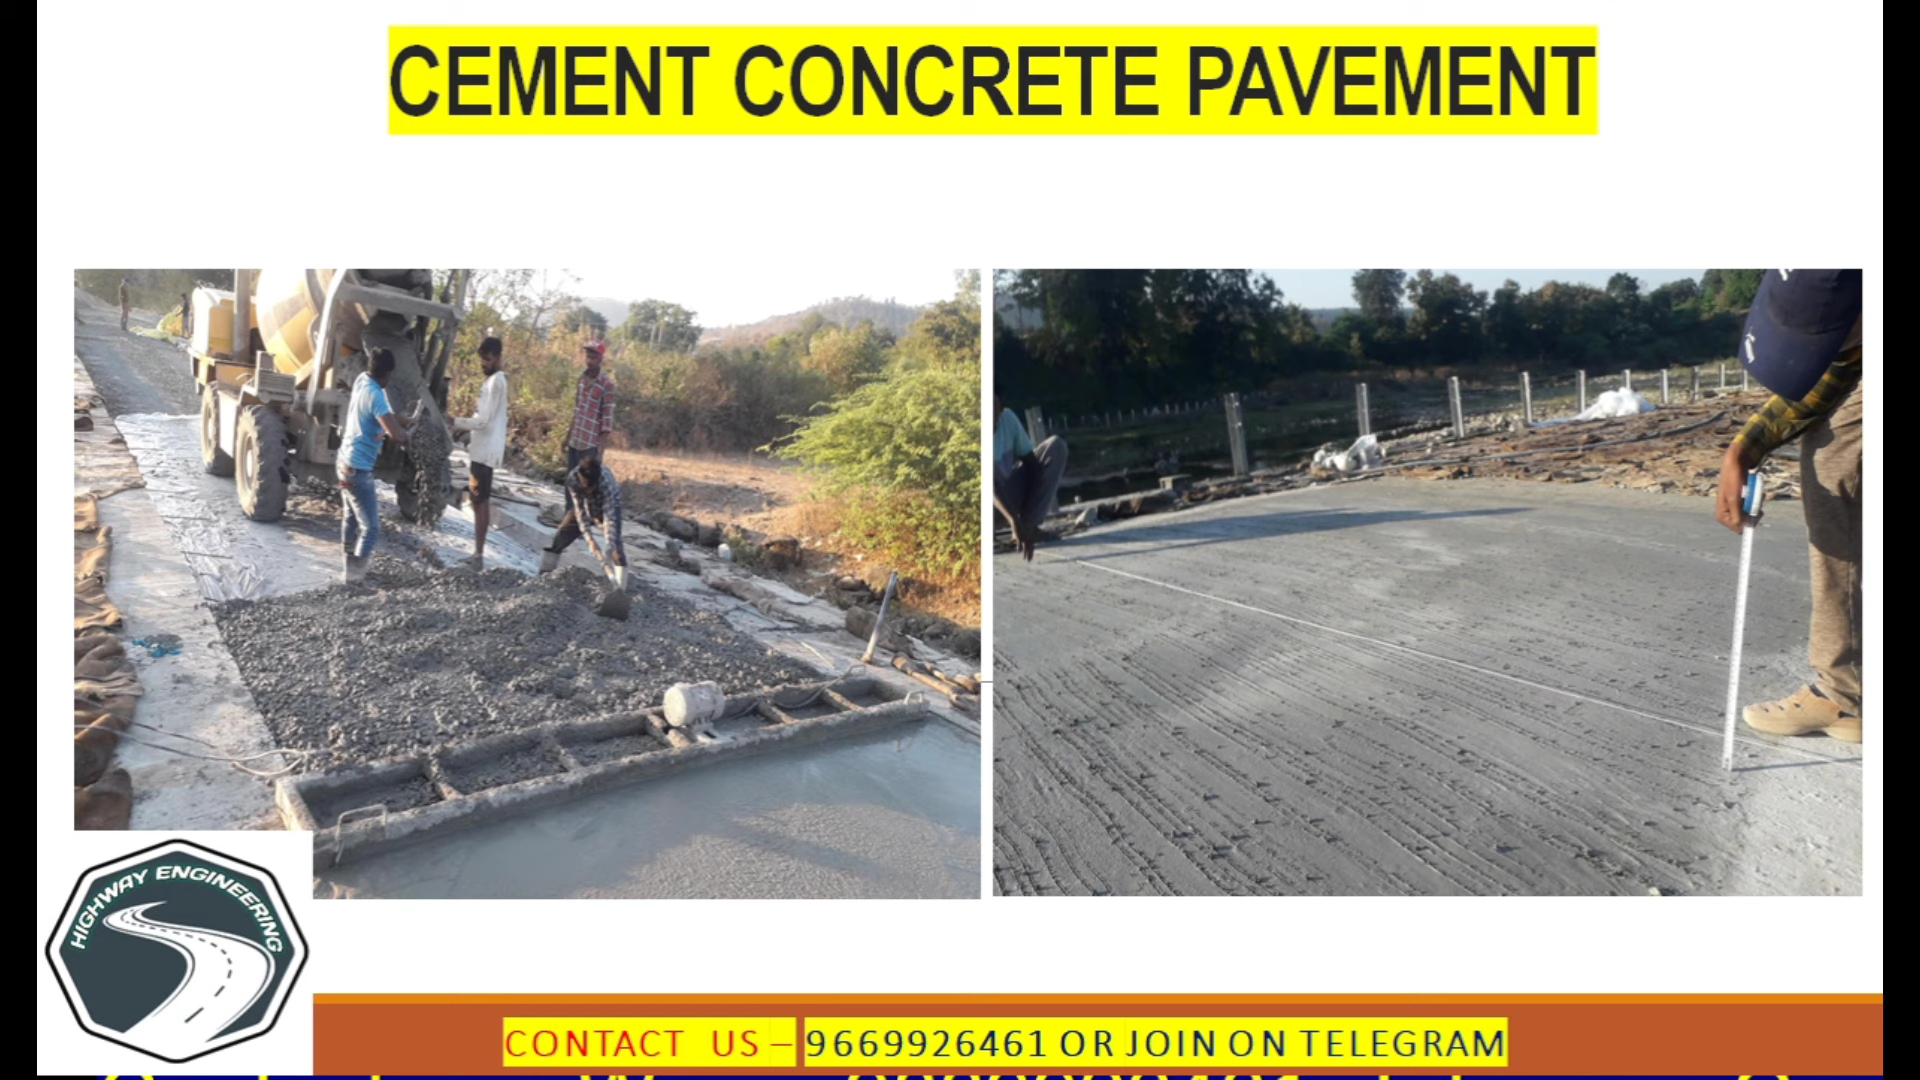 CEMENT CONCRETE PAVEMENT
HIGHWAY ENGINEERING
CONTACT US – 9669926461 OR JOIN ON TELEGRAM